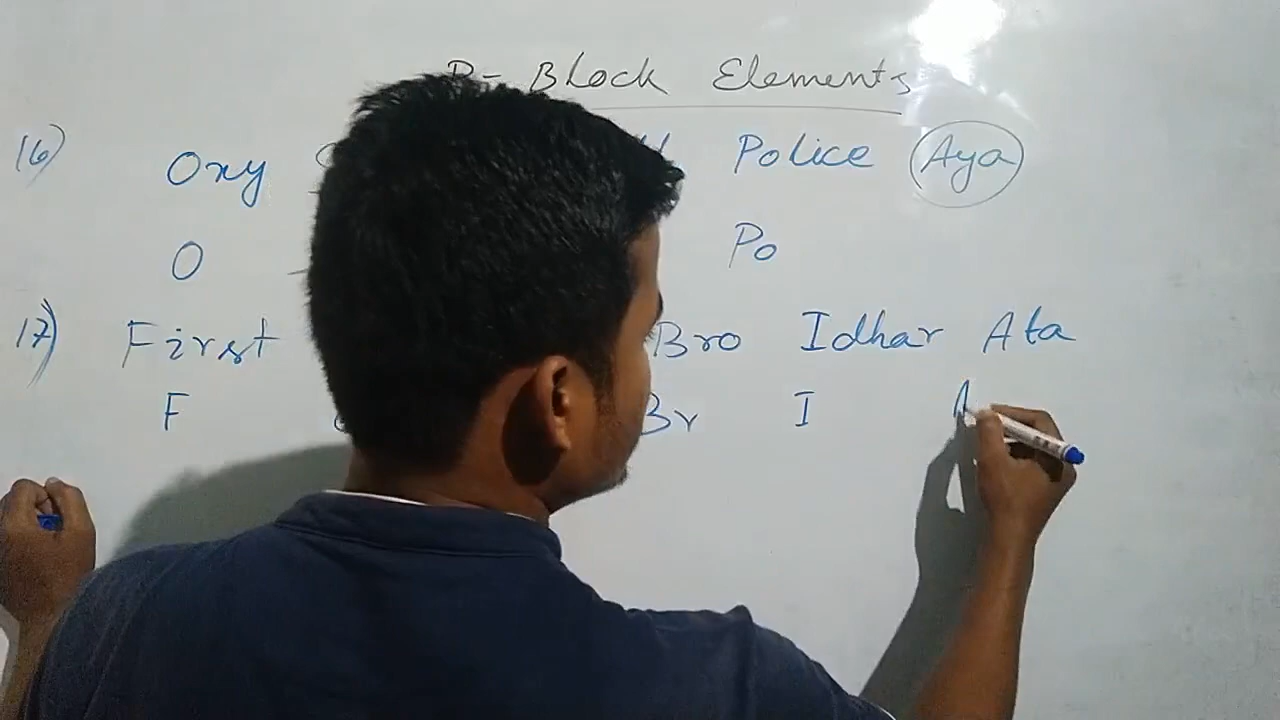 P- Block Elements
16) Oxy Police Aya
O Po
17) First Bro Idhar Ata
F Br I A